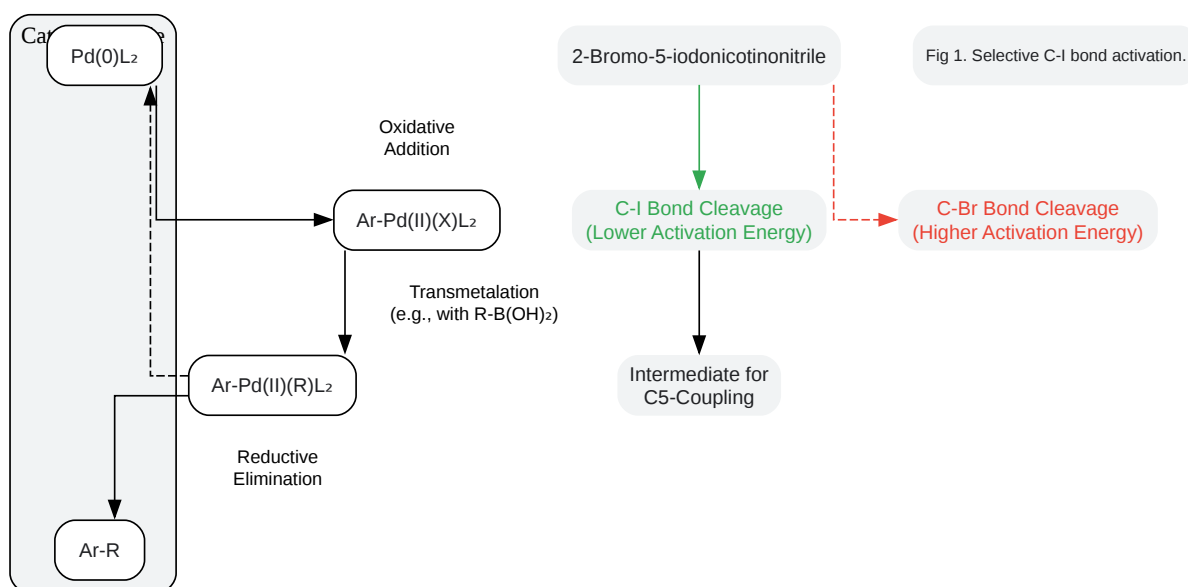 Pd(0)L₂
Oxidative
Addition
Ar-Pd(II)(X)L₂
Transmetalation
(e.g., with R-B(OH)₂)
Ar-Pd(II)(R)L₂
Reductive
Elimination
Ar-R
2-Bromo-5-iodonicotinonitrile
Fig 1. Selective C-I bond activation.
C-I Bond Cleavage
(Lower Activation Energy)
C-Br Bond Cleavage
(Higher Activation Energy)
Intermediate for
C5-Coupling